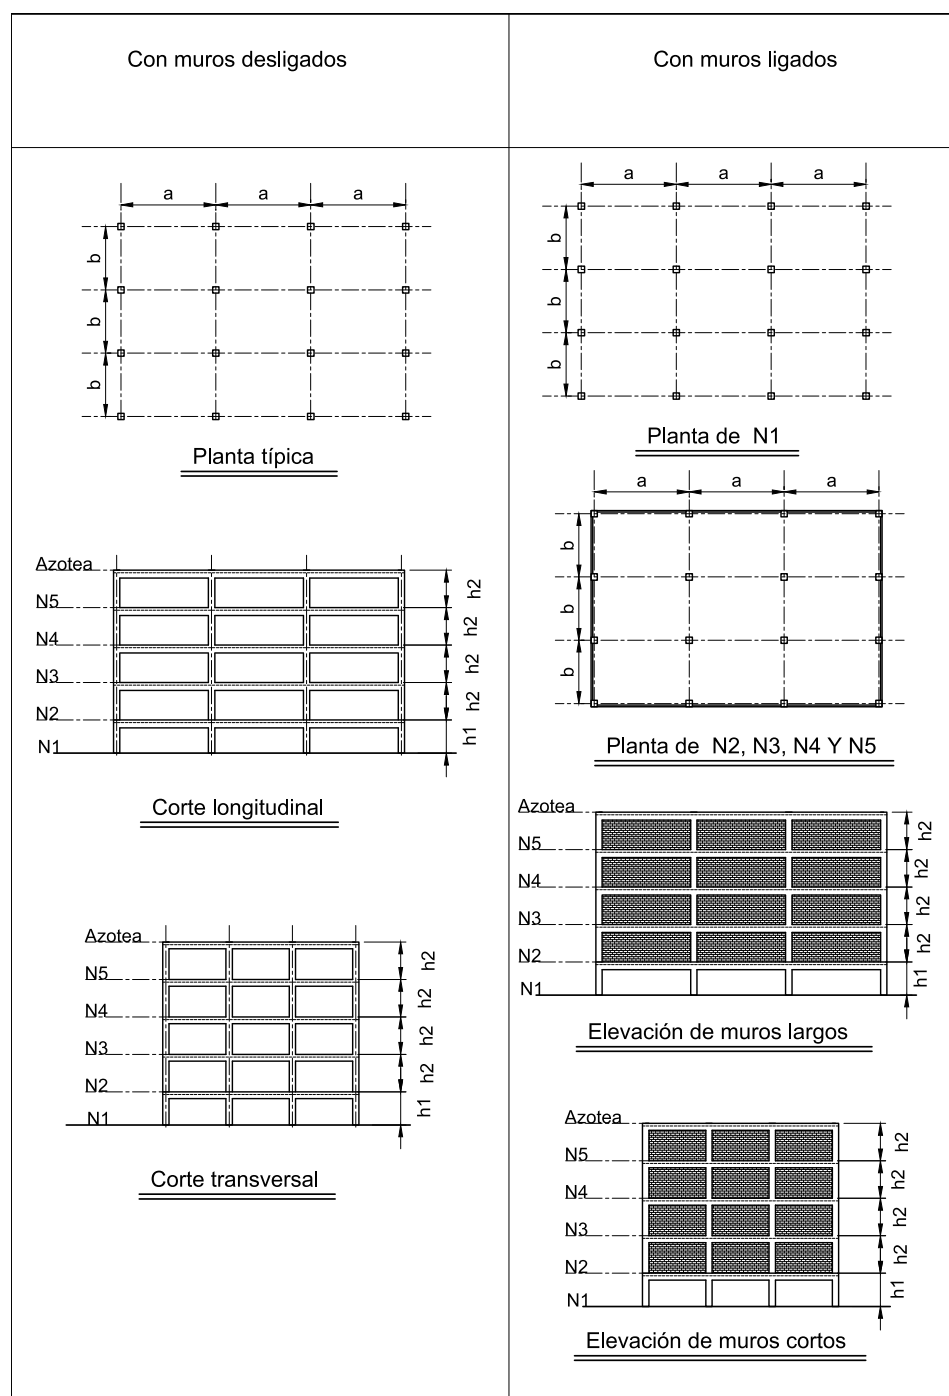 Con muros desligados
a a a
b
b
b
Planta típica
Azotea
N5
N4
N3
N2
N1
h2
h2
h2
h2
h1
Corte longitudinal
Azotea
N5
N4
N3
N2
N1
h2
h2
h2
h2
h1
Corte transversal
Con muros ligados
a a a
b
b
b
Planta de N1
a a a
b
b
b
Planta de N2, N3, N4 Y N5
Azotea
N5
N4
N3
N2
N1
h2
h2
h2
h2
h1
Elevación de muros largos
Azotea
N5
N4
N3
N2
N1
h2
h2
h2
h2
h1
Elevación de muros cortos